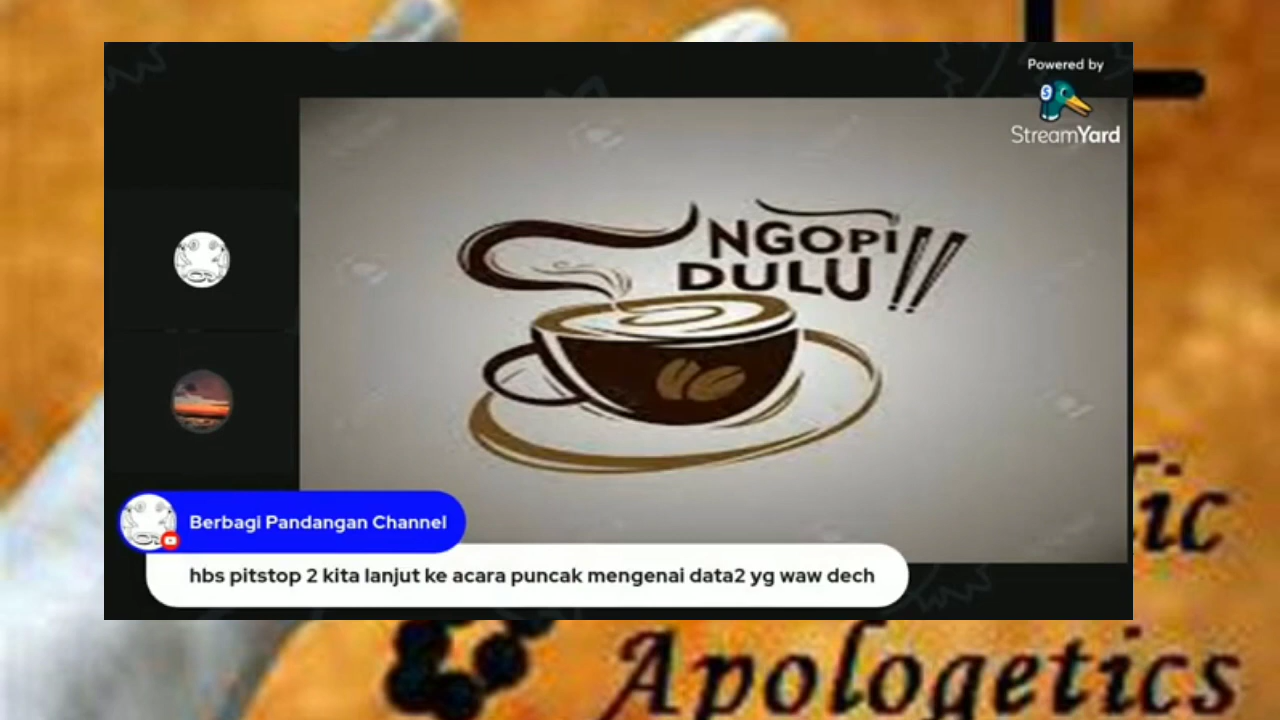 Powered by
StreamYard
NGOPI
DULU!!
Berbagi Pandangan Channel
hbs pitstop 2 kita lanjut ke acara puncak mengenai data2 yg waw dech
Apologetics